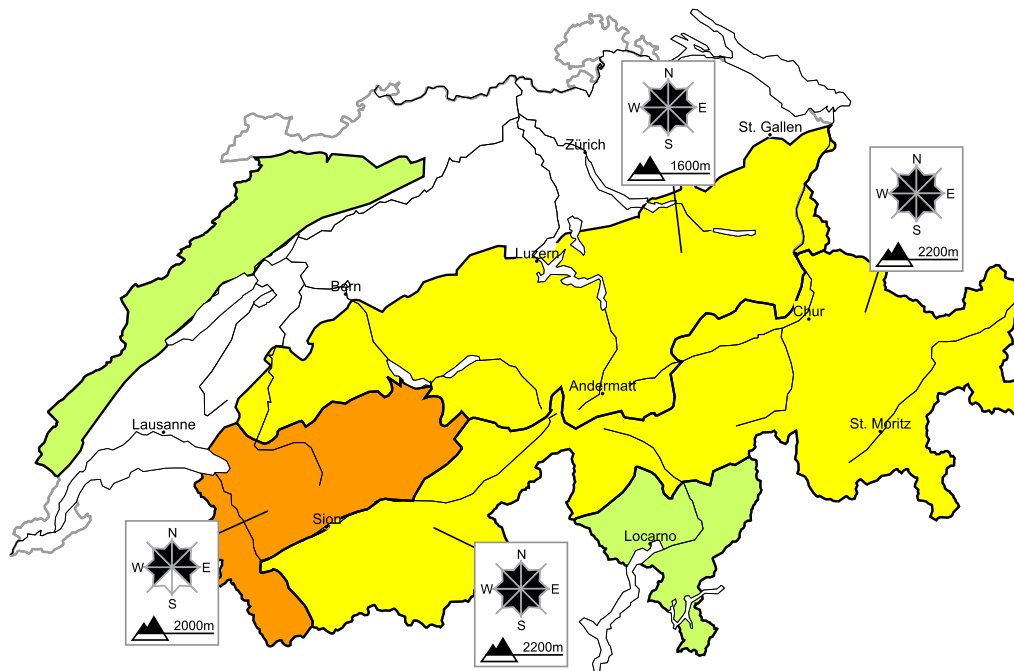 N
W E
S
1600m
St. Gallen
Zürich
N
W E
S
2200m
Luzern
Bern
Chur
Andermatt
Lausanne
St. Moritz
Sion
Locarno
N
W E
S
2000m
N
W E
S
2200m